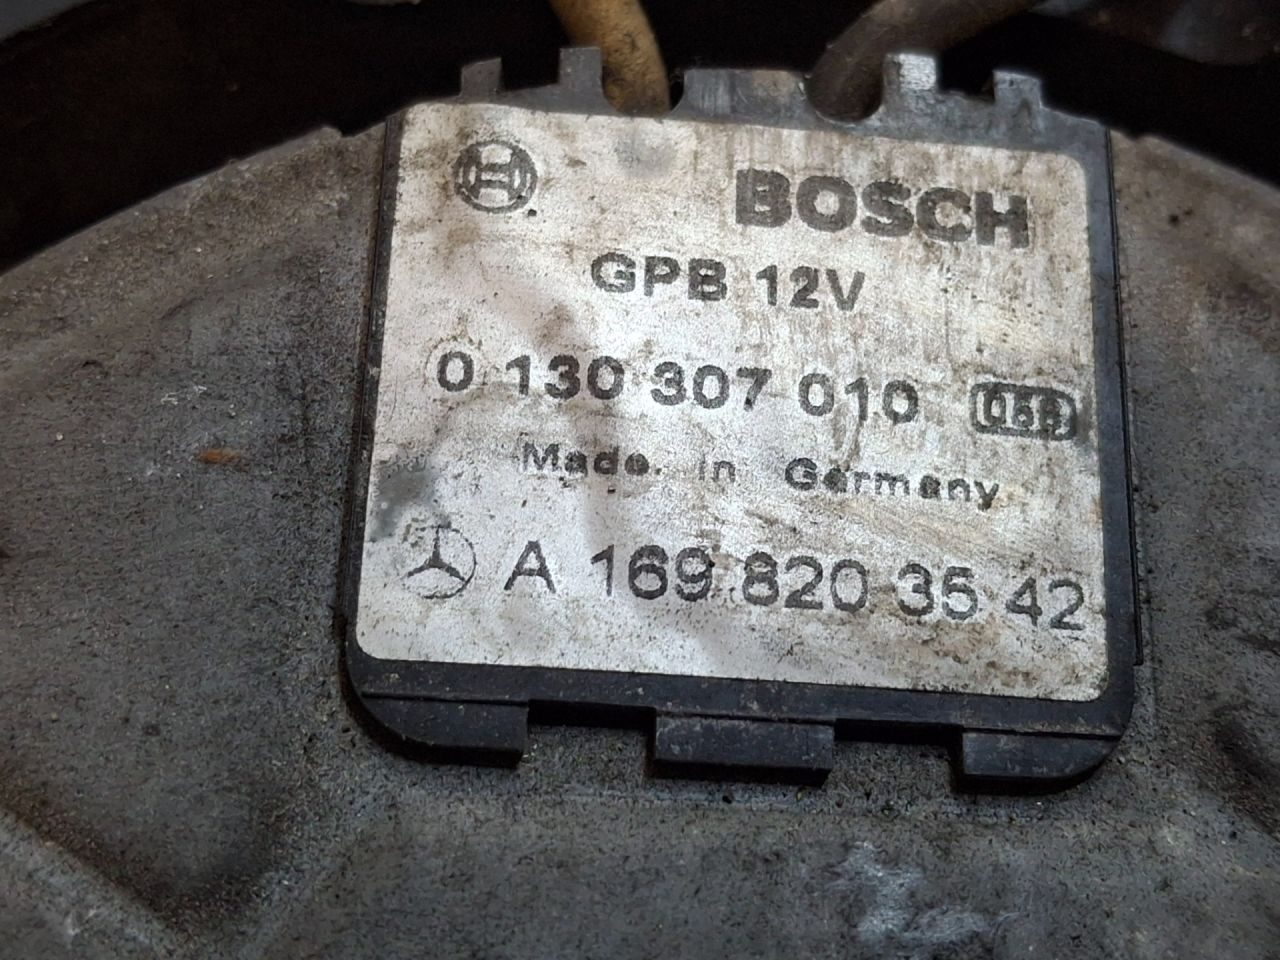 BOSCH
GPB 12V
0 130 307 010
Made in Germany
A 169 820 35 42